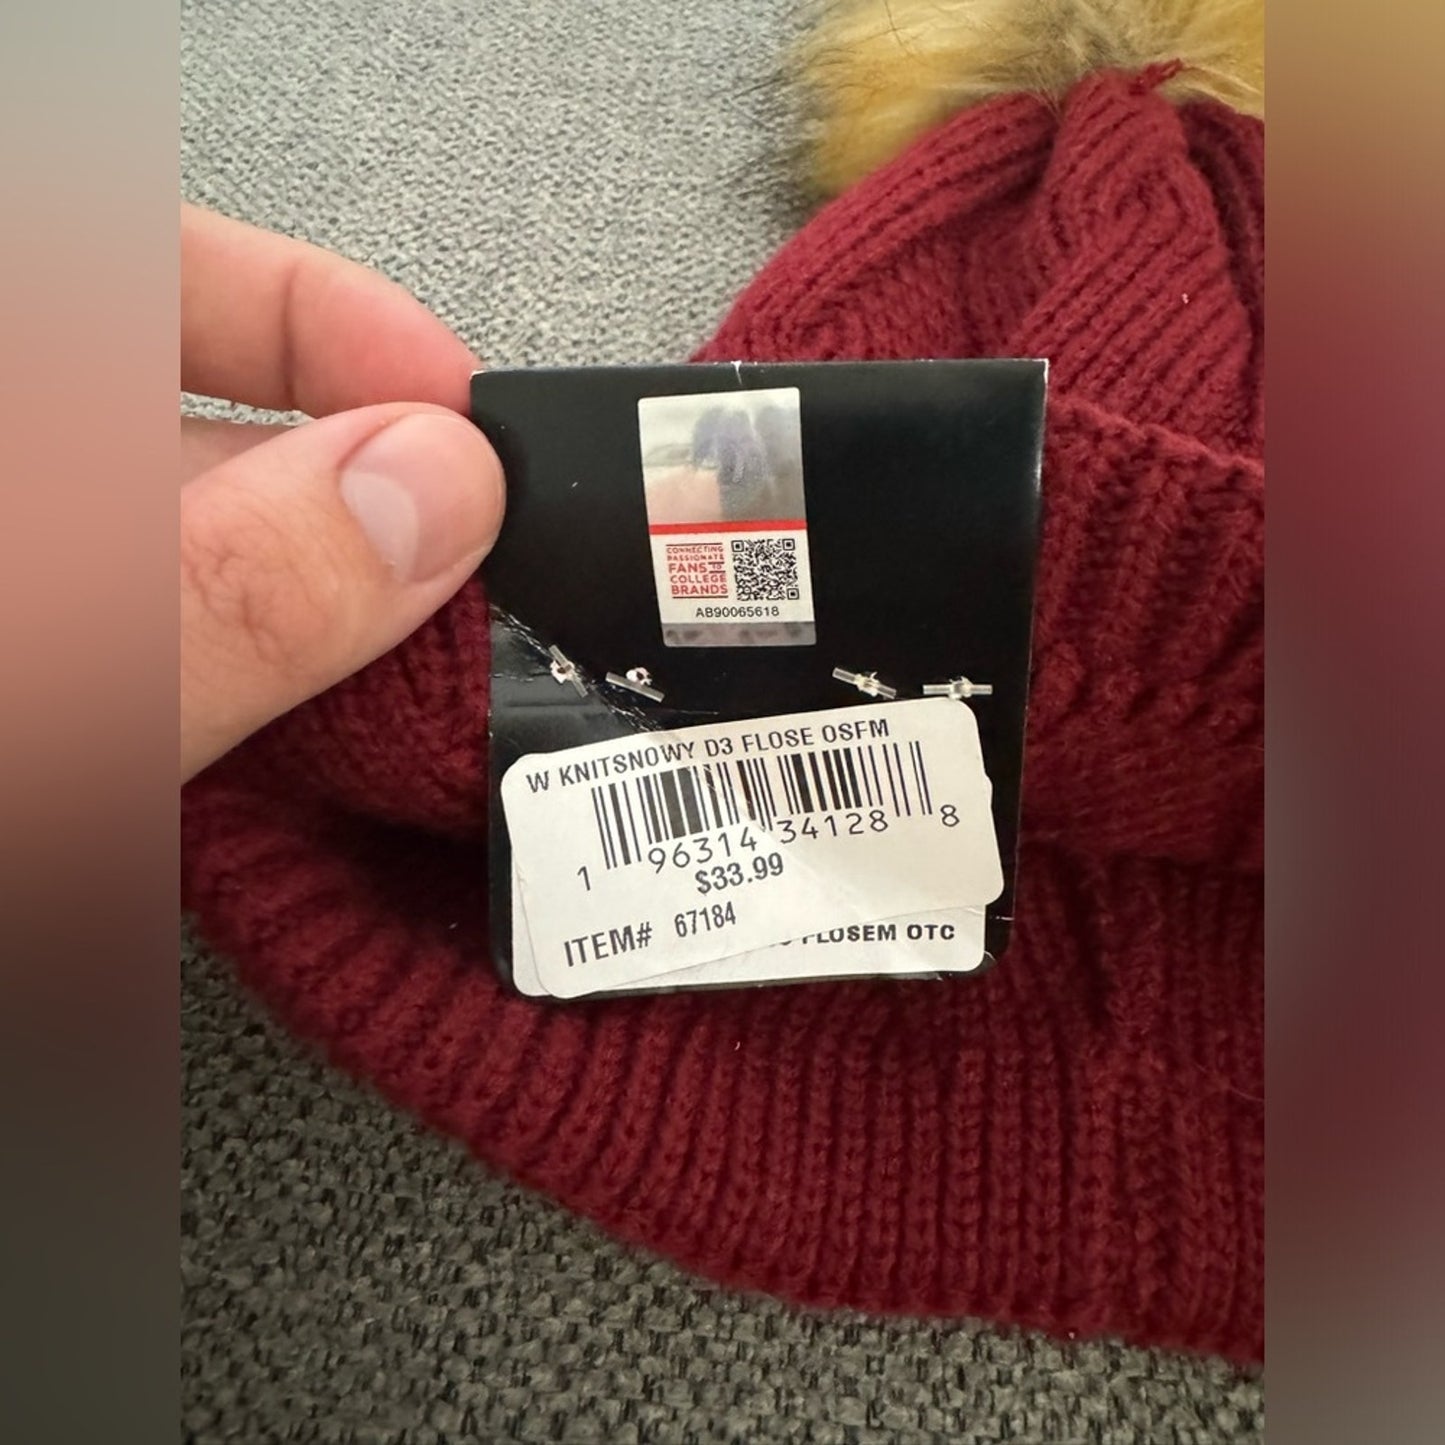 CONNECTING
PASSIONATE
FANS TO
COLLEGE
BRANDS
AB90065618
W KNITSNOWY D3 FLOSE OSFM
1 96314 34128 8
$33.99
ITEM# 67184
FLOSEM OTC